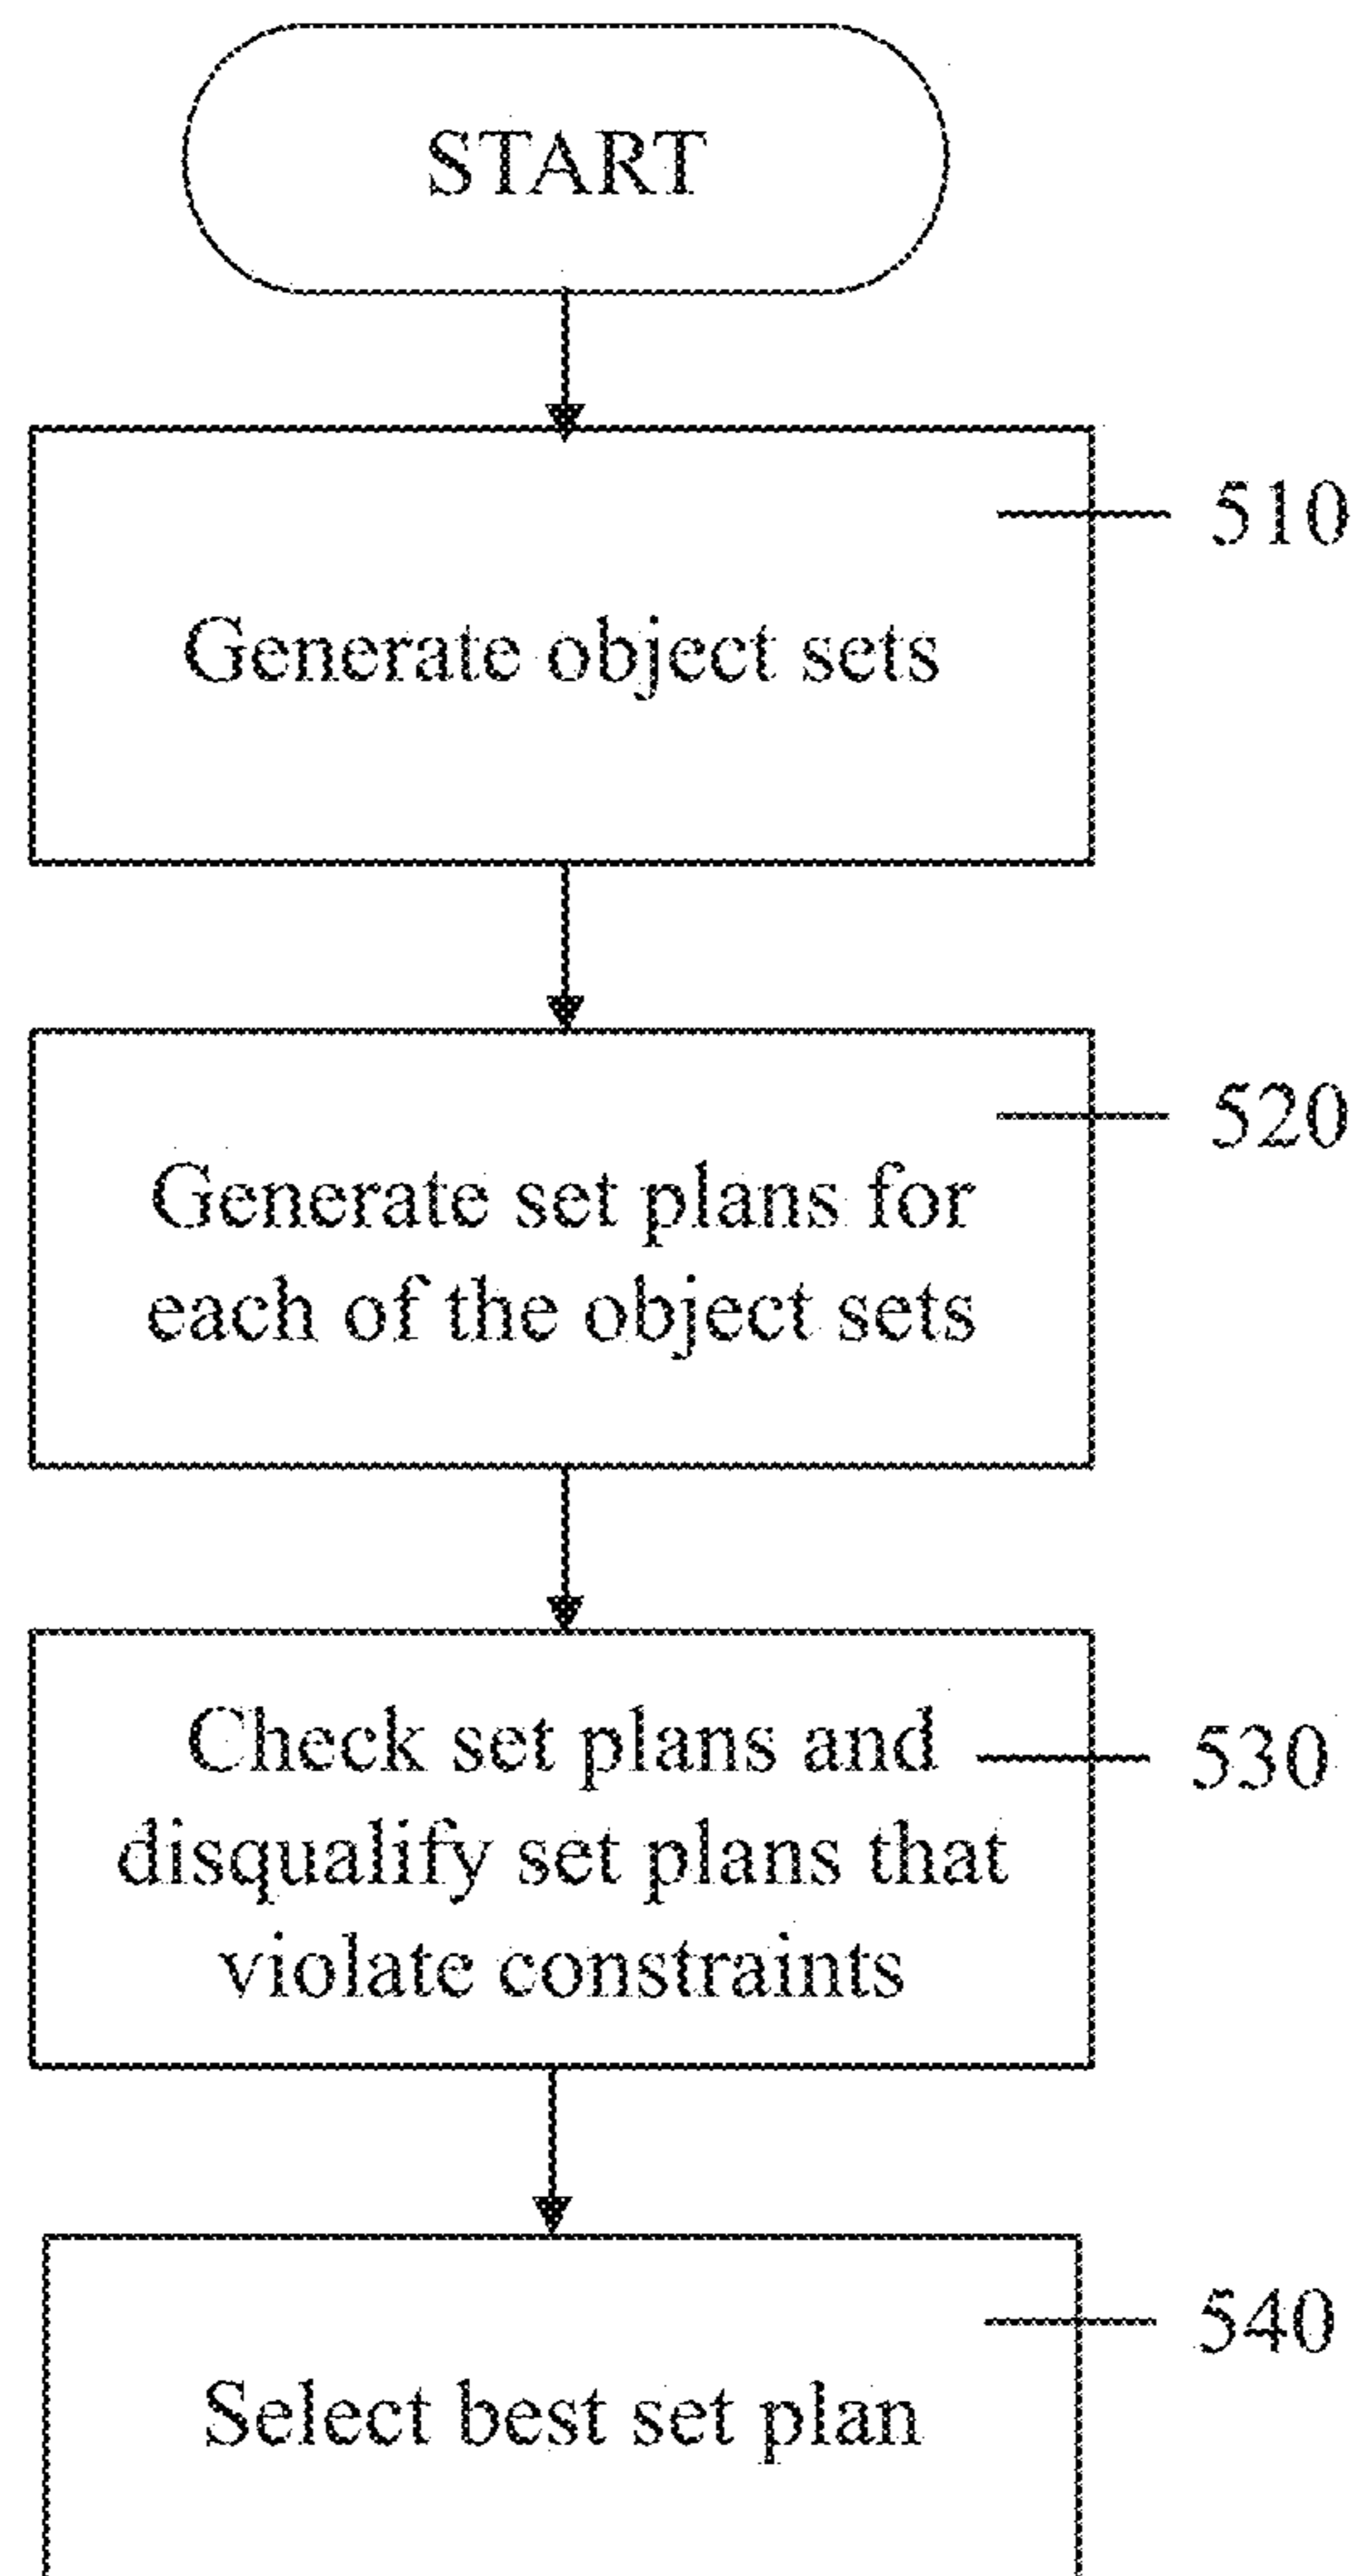 START
510
Generate object sets
520
Generate set plans for
each of the object sets
Check set plans and
530
disqualify set plans that
violate constraints
540
Select best set plan